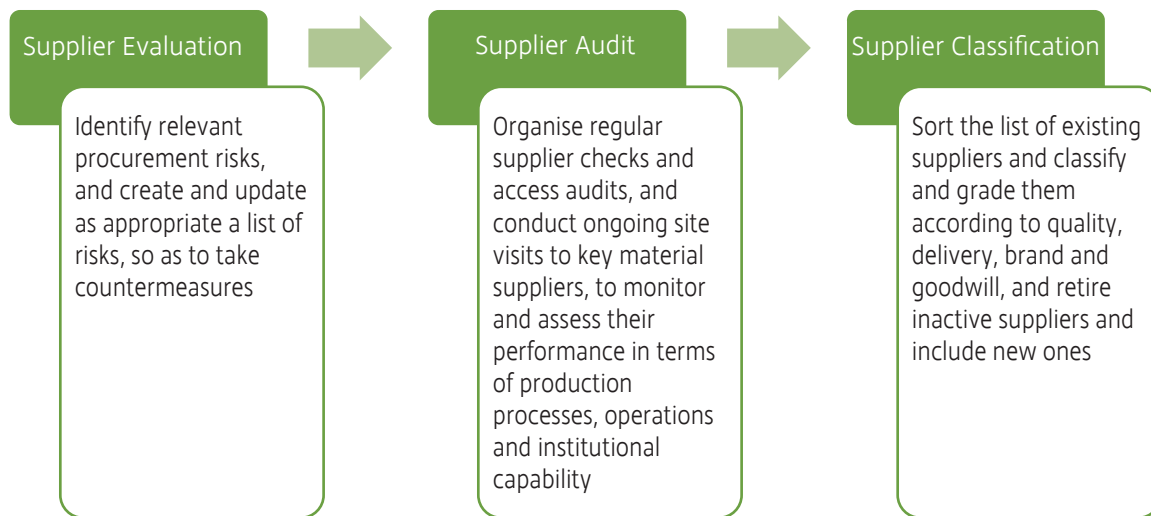 Supplier Evaluation
Identify relevant
procurement risks,
and create and update
as appropriate a list of
risks, so as to take
countermeasures
Supplier Audit
Organise regular
supplier checks and
access audits, and
conduct ongoing site
visits to key material
suppliers, to monitor
and assess their
performance in terms
of production
processes, operations
and institutional
capability
Supplier Classification
Sort the list of existing
suppliers and classify
and grade them
according to quality,
delivery, brand and
goodwill, and retire
inactive suppliers and
include new ones